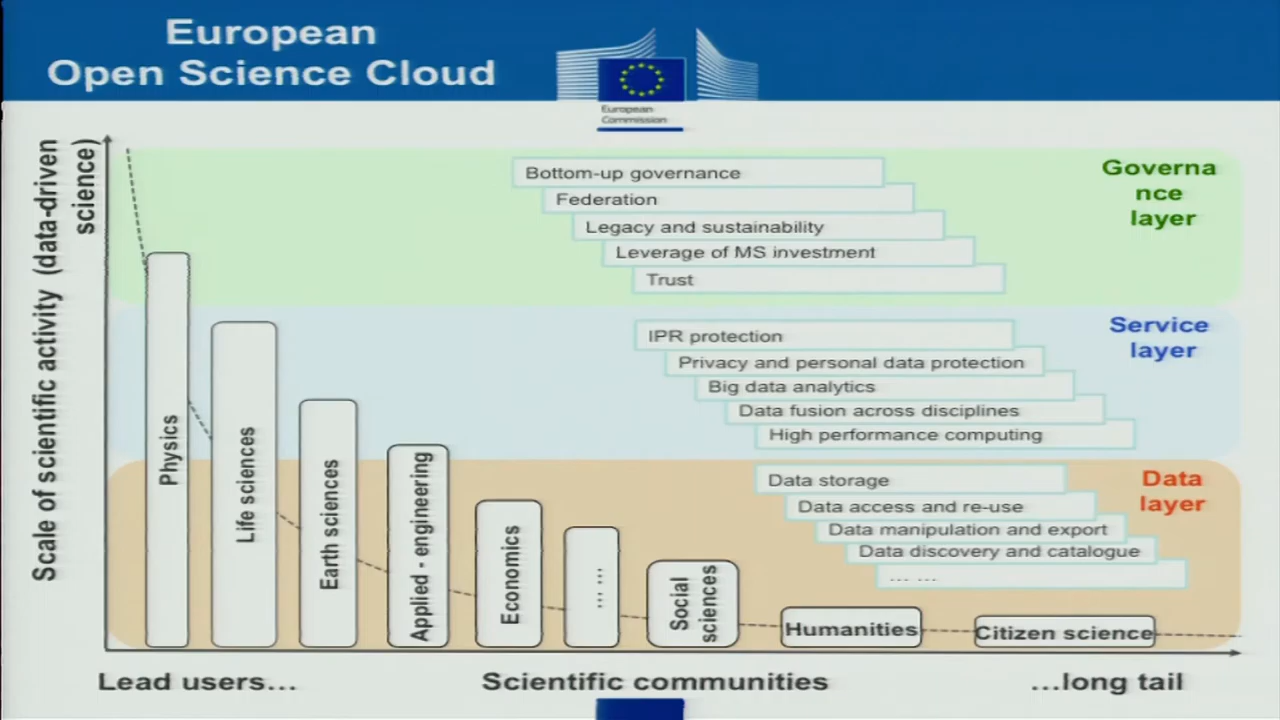 European
Open Science Cloud
European
Commission
Scale of scientific activity (data-driven
science)
Bottom-up governance
Federation
Legacy and sustainability
Leverage of MS investment
Trust
Governa
nce
layer
IPR protection
Privacy and personal data protection
Big data analytics
Data fusion across disciplines
High performance computing
Service
layer
Data storage
Data access and re-use
Data manipulation and export
Data discovery and catalogue
... ...
Data
layer
Physics
Life sciences
Earth sciences
Applied - engineering
Economics
... ...
Social
sciences
Humanities
Citizen science
Lead users...
Scientific communities
...long tail